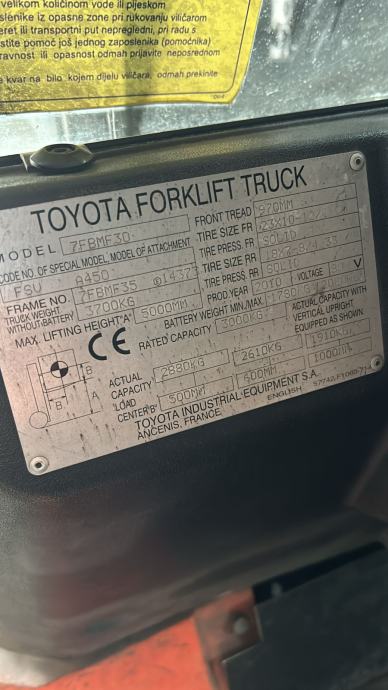 velikom količinom vode ili pijeskom
slenike iz opasne zone pri rukovanju viličarom
eret ili transportni put nepregledni, pri radu s
stite pomoć još jednog zaposlenika (pomoćnika)
ravnost ili opasnost odmah prijavite neposrednom
e kvar na bilo kojem dijelu viličara, odmah prekinite
TOYOTA FORKLIFT TRUCK
MODEL 7FBMF30
CODE NO. OF SPECIAL MODEL, MODEL OF ATTACHMENT
FSV A450
FRAME NO. 7FBMF35
TRUCK WEIGHT WITHOUT BATTERY 3700KG
MAX. LIFTING HEIGHT "A" 5000MM
FRONT TREAD 970MM
TIRE SIZE FR 23X10-12/
TIRE PRESS. FR SOLID
TIRE SIZE RR
TIRE PRESS. RR SOLID
PROD.YEAR 2010 VOLTAGE V
BATTERY WEIGHT MIN./MAX.
RATED CAPACITY 3000KG
CE
ACTUAL CAPACITY WITH
VERTICAL UPRIGHT,
EQUIPPED AS SHOWN.
ACTUAL CAPACITY 2880KG 2610KG 1910KG
LOAD CENTER "B" 500MM 600MM 1000MM
B
B
A
TOYOTA INDUSTRIAL EQUIPMENT S.A.
ANCENIS, FRANCE.
ENGLISH